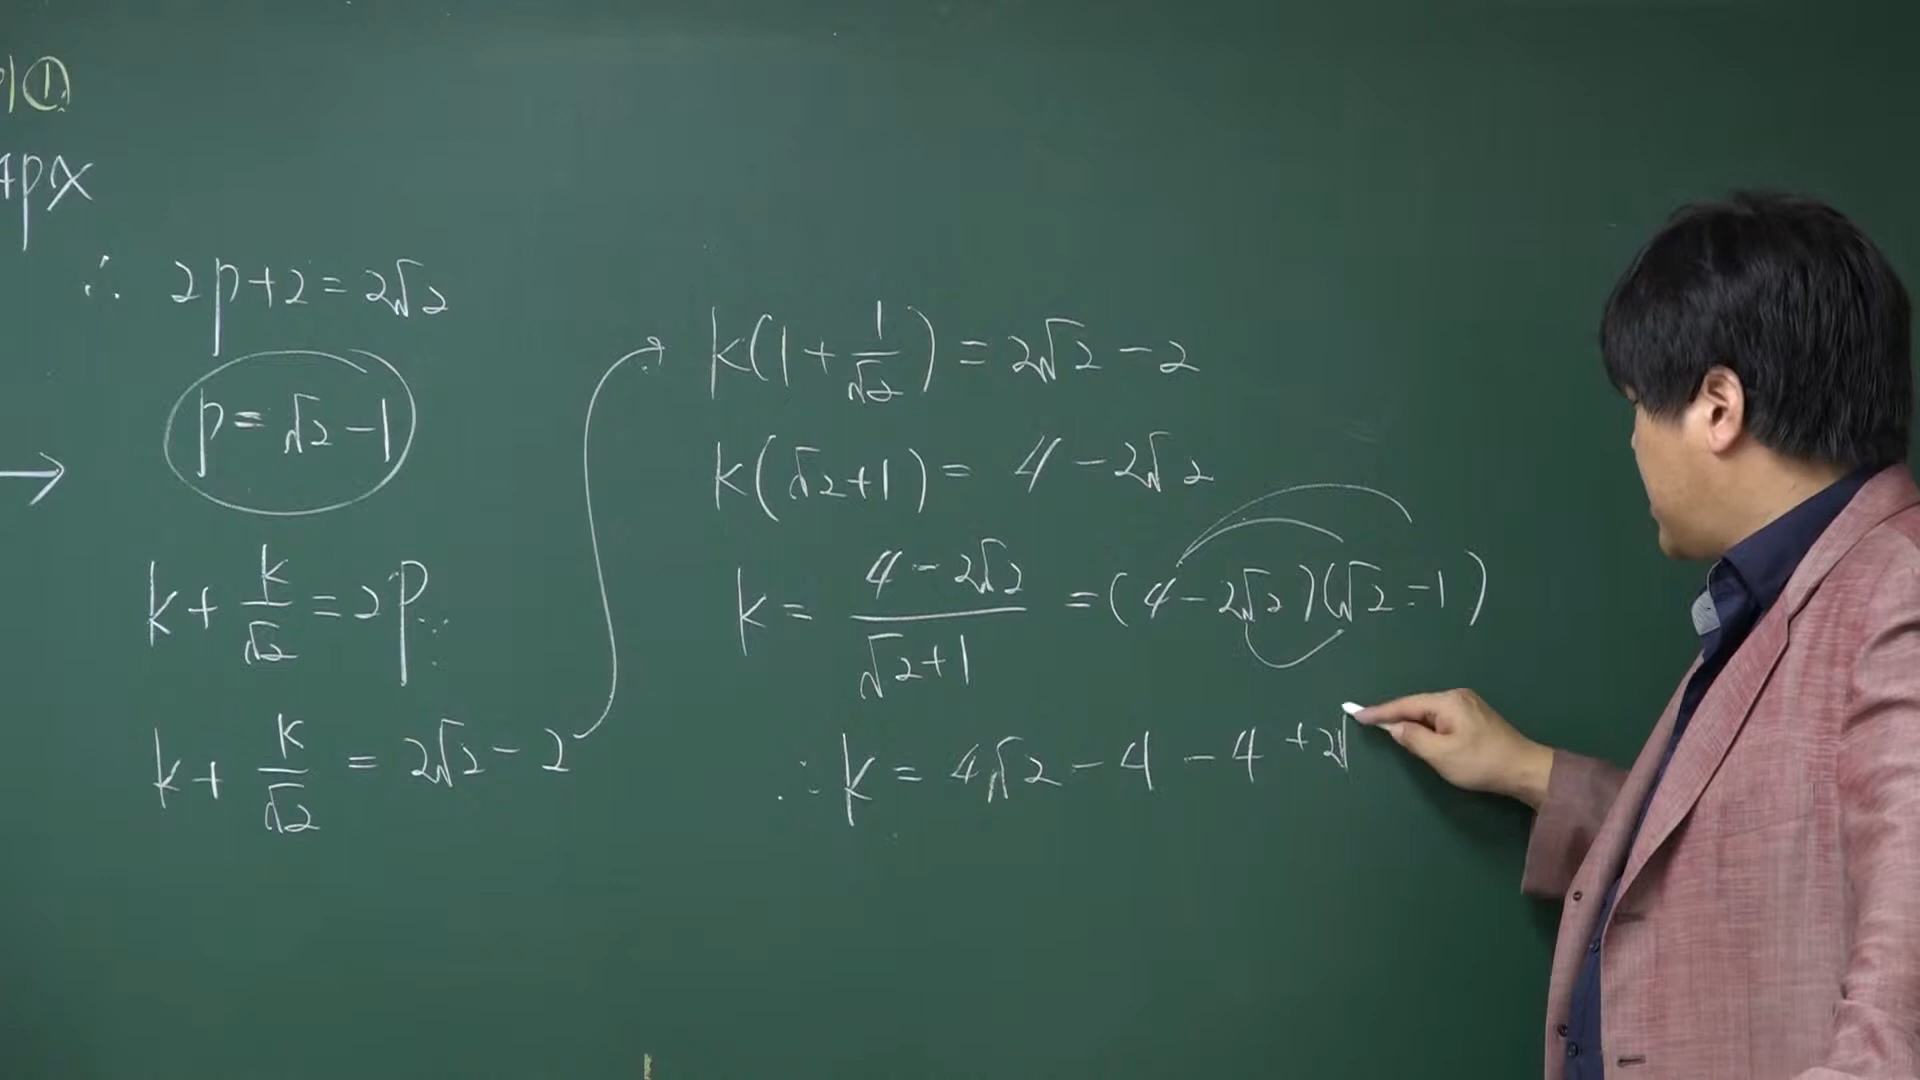 ①
4px
∴ 2p+2=2√2
p=√2-1
→
k+k/√2=2p
k+k/√2=2√2-2
k(1+1/√2)=2√2-2
k(√2+1)=4-2√2
k=(4-2√2)/(√2+1)=(4-2√2)(√2-1)
∴k=4√2-4-4+2√